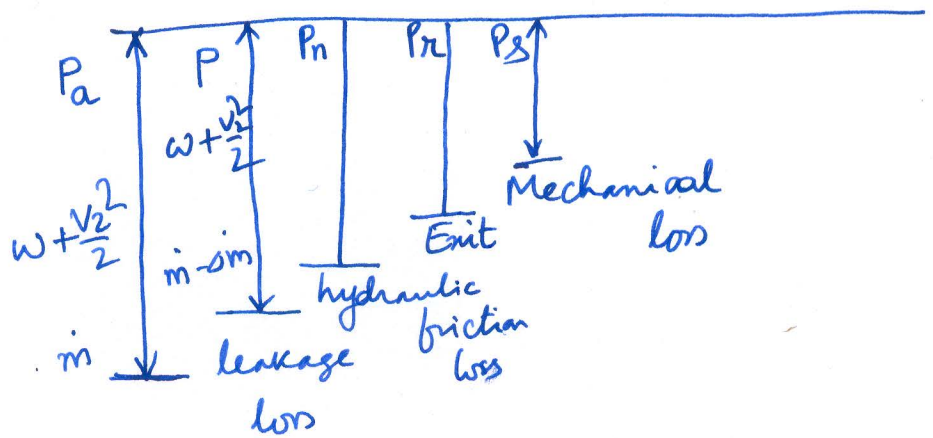 Pa
P
Pn
Pr
Ps
w + V2²/2
w + V2²/2
ṁ
ṁ-Δṁ
leakage
loss
hydraulic
friction
loss
Exit
Mechanical
loss